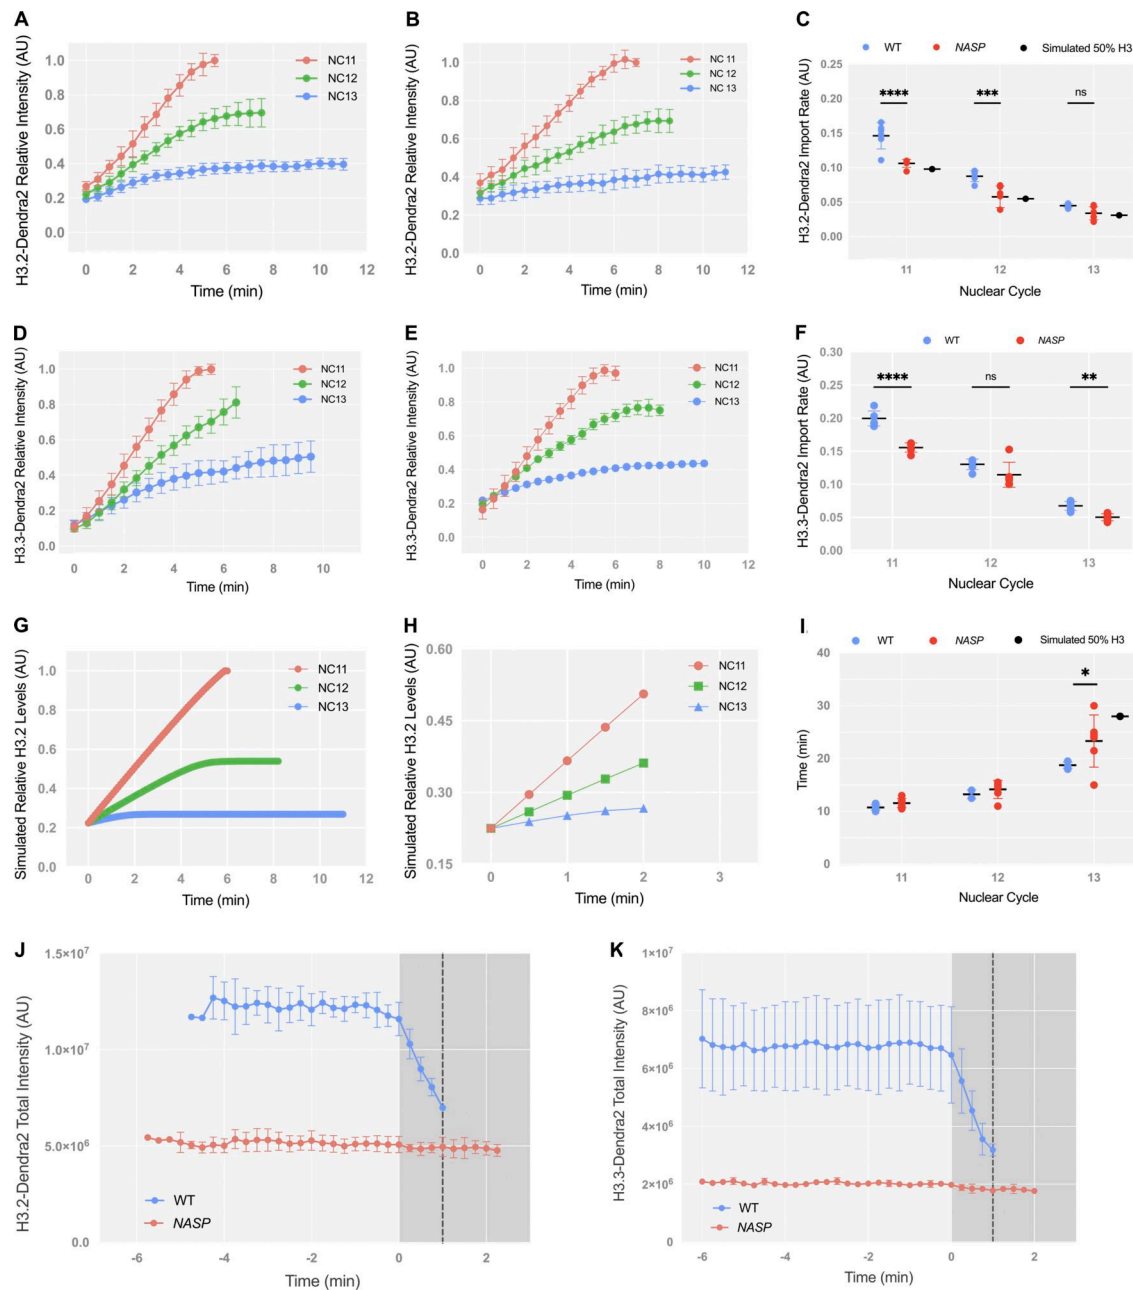 A
H3.2-Dendra2 Relative Intensity (AU)
1.0
0.8
0.6
0.4
0.2
0.0
0 2 4 6 8 10 12
Time (min)
NC11
NC12
NC13
B
H3.2-Dendra2 Relative Intensity (AU)
1.0
0.8
0.6
0.4
0.2
0.0
0 2 4 6 8 10 12
Time (min)
NC 11
NC 12
NC 13
C
WT NASP Simulated 50% H3
H3.2-Dendra2 Import Rate (AU)
0.25
0.20
0.15
0.10
0.05
0.00
**** *** ns
11 12 13
Nuclear Cycle
D
H3.3-Dendra2 Relative Intensity (AU)
1.0
0.8
0.6
0.4
0.2
0.0
0 2 4 6 8 10 12
Time (min)
NC11
NC12
NC13
E
H3.3-Dendra2 Relative Intensity (AU)
1.0
0.8
0.6
0.4
0.2
0.0
0 2 4 6 8 10 12
Time (min)
NC11
NC12
NC13
F
WT NASP
H3.3-Dendra2 Import Rate (AU)
0.30
0.25
0.20
0.15
0.10
0.05
0.00
**** ns **
11 12 13
Nuclear Cycle
G
Simulated Relative H3.2 Levels (AU)
1.0
0.8
0.6
0.4
0.2
0.0
0 2 4 6 8 10 12
Time (min)
NC11
NC12
NC13
H
Simulated Relative H3.2 Levels (AU)
0.60
0.45
0.30
0.15
0 1 2 3
Time (min)
NC11
NC12
NC13
I
WT NASP Simulated 50% H3
Time (min)
40
30
20
10
0
*
11 12 13
Nuclear Cycle
J
H3.2-Dendra2 Total Intensity (AU)
1.5×10⁷
1.0×10⁷
5.0×10⁶
0.0
WT
NASP
-6 -4 -2 0 2
Time (min)
K
H3.3-Dendra2 Total Intensity (AU)
1×10⁷
8×10⁶
6×10⁶
4×10⁶
2×10⁶
0
WT
NASP
-6 -5 -4 -3 -2 -1 0 1 2
Time (min)